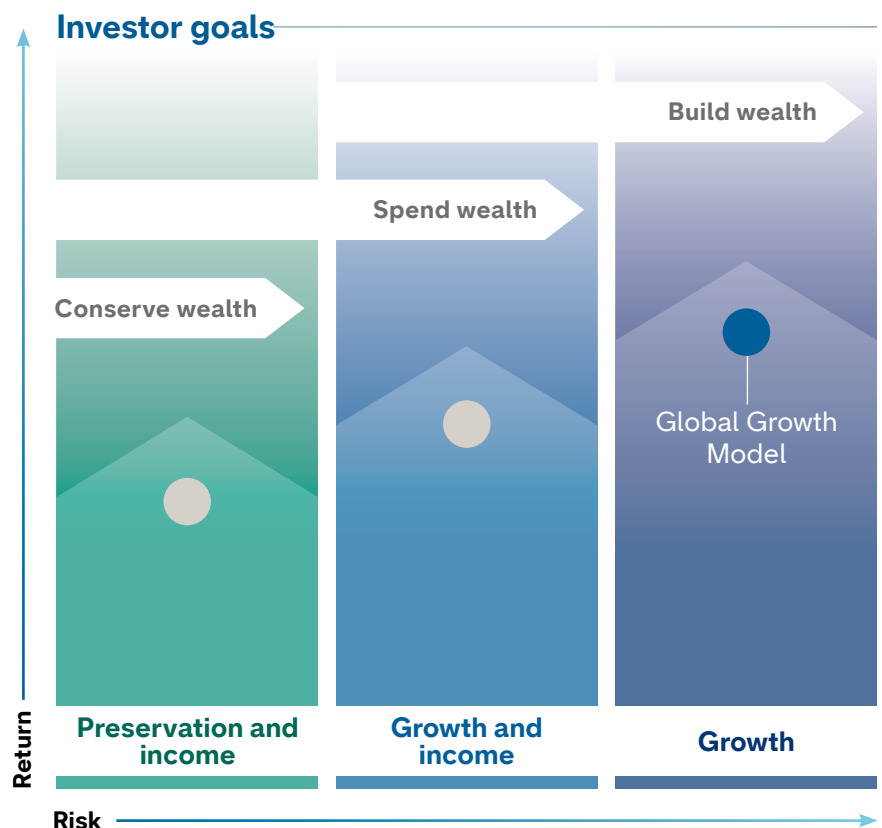 Investor goals
Build wealth
Spend wealth
Conserve wealth
Global Growth
Model
Return
Preservation and
income
Growth and
income
Growth
Risk